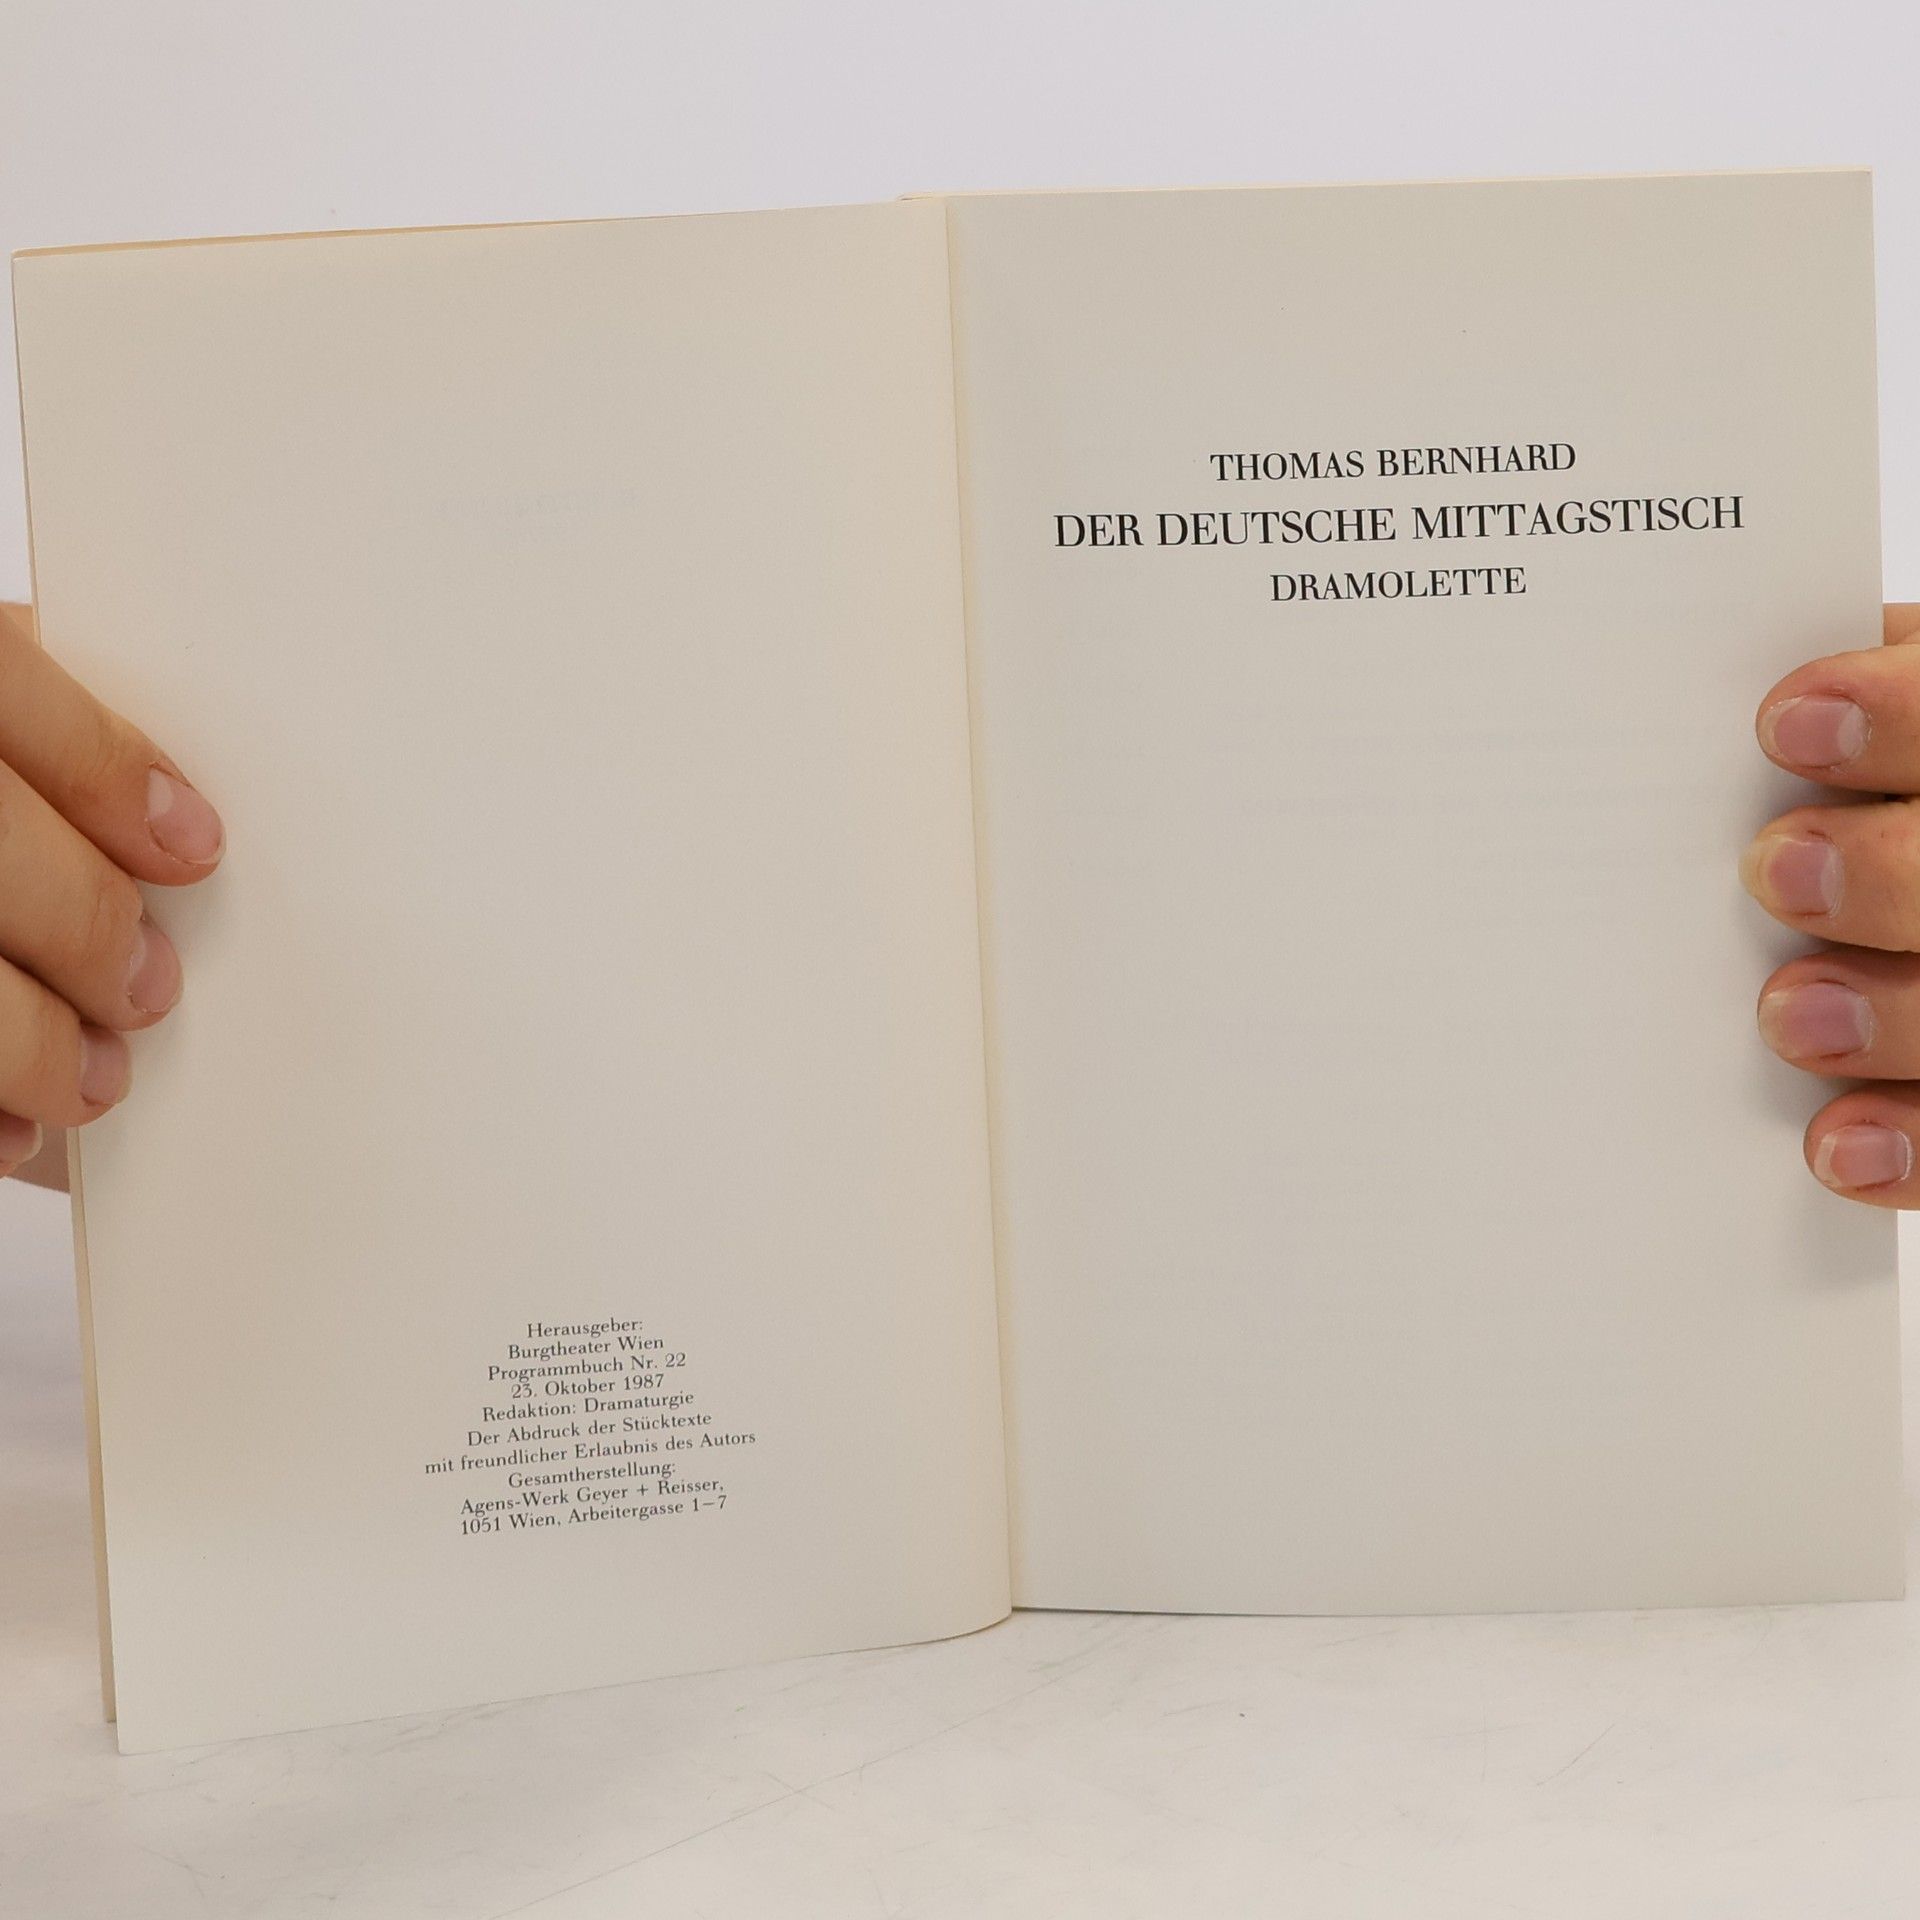 Herausgeber:
Burgtheater Wien
Programmbuch Nr. 22
23. Oktober 1987
Redaktion: Dramaturgie
Der Abdruck der Stücktexte
mit freundlicher Erlaubnis des Autors
Gesamtherstellung:
Agens-Werk Geyer + Reisser,
1051 Wien, Arbeitergasse 1–7
THOMAS BERNHARD
DER DEUTSCHE MITTAGSTISCH
DRAMOLETTE